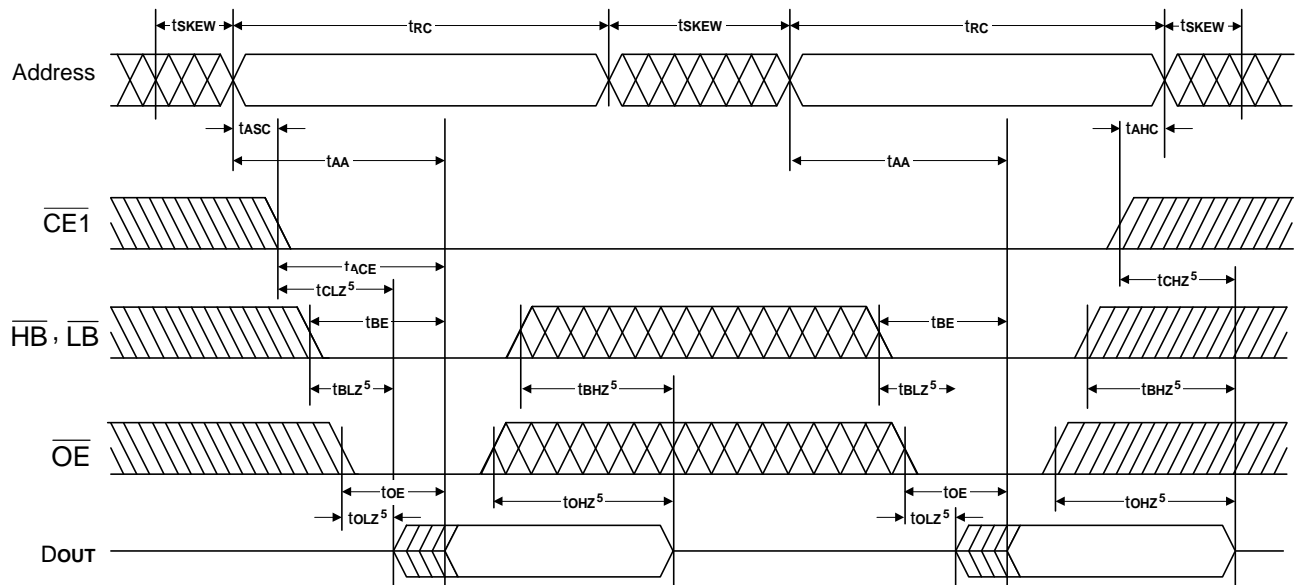 tSKEW tRC tSKEW tRC tSKEW
Address
tASC tAHC
tAA tAA
CE1
tACE
tCLZ5 tCHZ5
HB , LB tBE tBE
tBLZ5 tBHZ5 tBLZ5 tBHZ5
OE
tOE tOE
tOLZ5 tOHZ5 tOLZ5 tOHZ5
DOUT